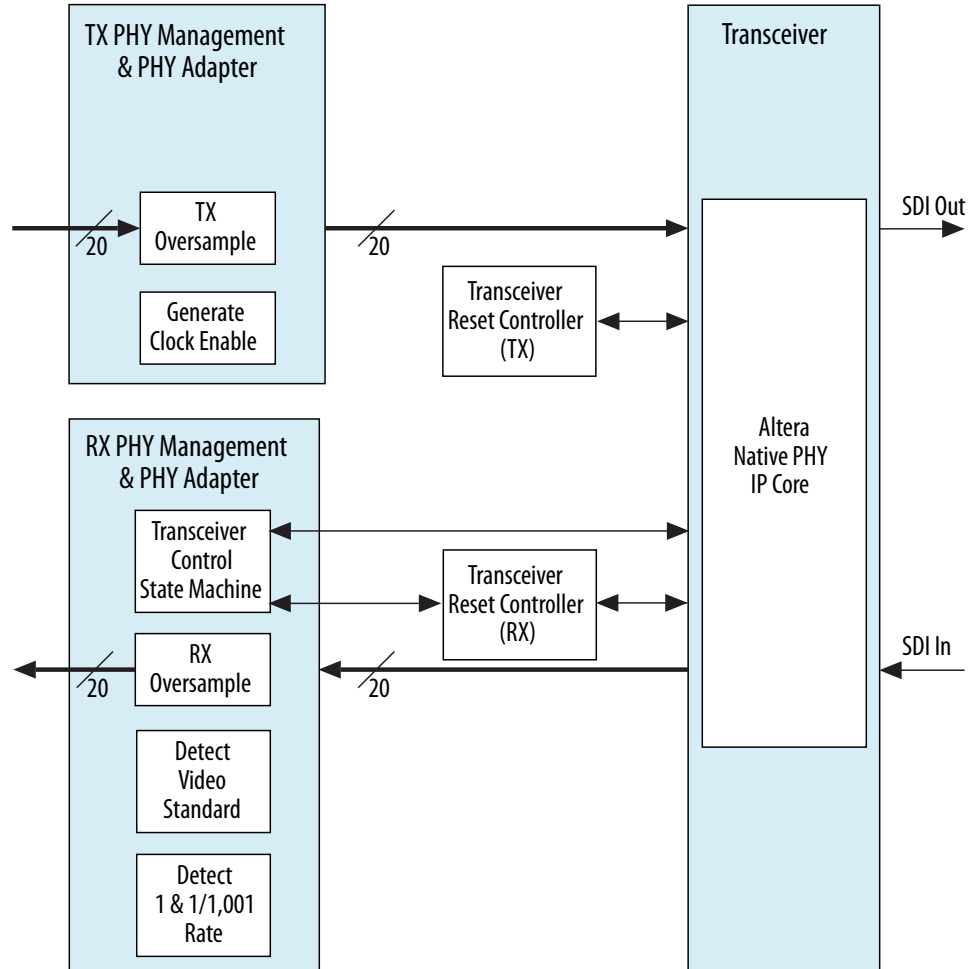 TX PHY Management
& PHY Adapter
TX
Oversample
20
Generate
Clock Enable
20
Transceiver
Reset Controller
(TX)
Transceiver
Altera
Native PHY
IP Core
SDI Out
RX PHY Management
& PHY Adapter
Transceiver
Control
State Machine
Transceiver
Reset Controller
(RX)
RX
Oversample
20
20
SDI In
Detect
Video
Standard
Detect
1 & 1/1,001
Rate